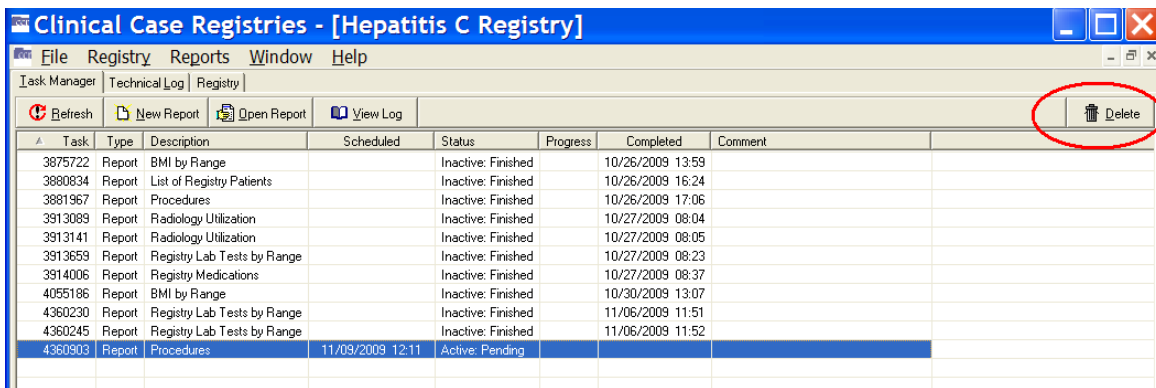 Clinical Case Registries - [Hepatitis C Registry]
File Registry Reports Window Help
Task Manager Technical Log Registry
Refresh New Report Open Report View Log Delete
Task Type Description Scheduled Status Progress Completed Comment
3875722 Report BMI by Range Inactive: Finished 10/26/2009 13:59
3880834 Report List of Registry Patients Inactive: Finished 10/26/2009 16:24
3881967 Report Procedures Inactive: Finished 10/26/2009 17:06
3913089 Report Radiology Utilization Inactive: Finished 10/27/2009 08:04
3913141 Report Radiology Utilization Inactive: Finished 10/27/2009 08:05
3913659 Report Registry Lab Tests by Range Inactive: Finished 10/27/2009 08:23
3914006 Report Registry Medications Inactive: Finished 10/27/2009 08:37
4055186 Report BMI by Range Inactive: Finished 10/30/2009 13:07
4360230 Report Registry Lab Tests by Range Inactive: Finished 11/06/2009 11:51
4360245 Report Registry Lab Tests by Range Inactive: Finished 11/06/2009 11:52
4360903 Report Procedures 11/09/2009 12:11 Active: Pending